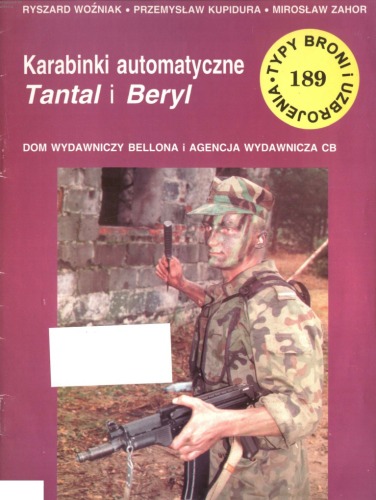 RYSZARD WOŹNIAK • PRZEMYSŁAW KUPIDURA • MIROSŁAW ZAHOR
Karabinki automatyczne
Tantal i Beryl
TYPY BRONI i UZBROJENIA
189
DOM WYDAWNICZY BELLONA i AGENCJA WYDAWNICZA CB